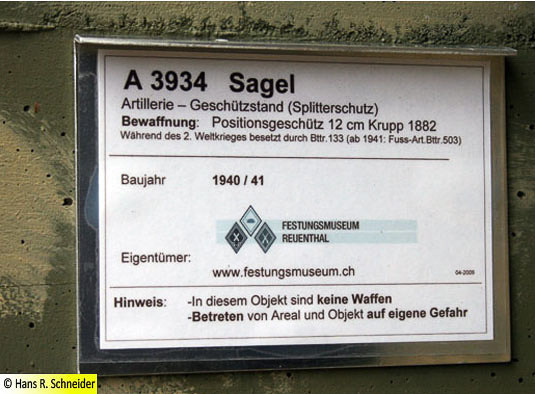 A 3934 Sagel
Artillerie – Geschützstand (Splitterschutz)
Bewaffnung: Positionsgeschütz 12 cm Krupp 1882
Während des 2. Weltkrieges besetzt durch Bttr.133 (ab 1941: Fuss-Art.Bttr.503)
Baujahr 1940 / 41
FESTUNGSMUSEUM
REUENTHAL
Eigentümer:
www.festungsmuseum.ch
04-2009
Hinweis: -In diesem Objekt sind keine Waffen
-Betreten von Areal und Objekt auf eigene Gefahr
© Hans R. Schneider